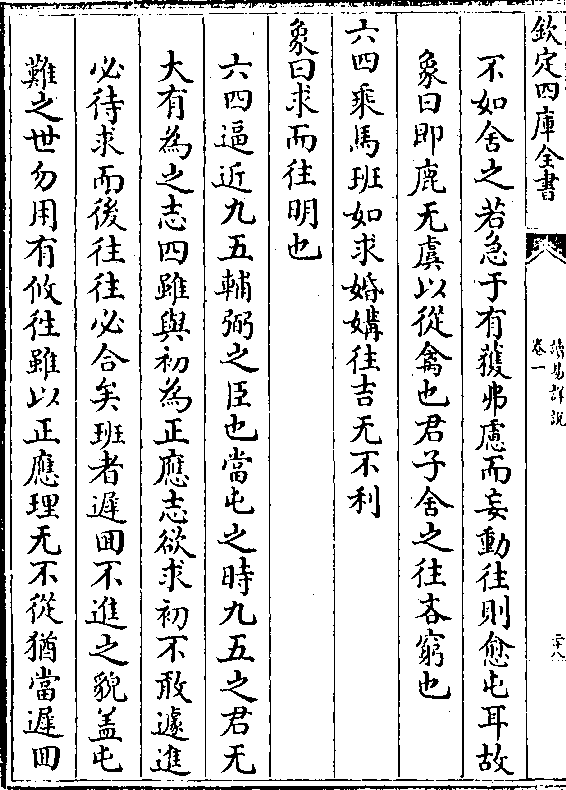 欽定四庫全書
讀易詳說
卷一
二十八
不如舍之若急于有獲弗慮而妄動往則愈屯耳故
象曰即鹿无虞以從禽也君子舍之往吝窮也
六四乘馬班如求婚媾往吉无不利
象曰求而往明也
六四逼近九五輔弼之臣也當屯之時九五之君无
大有為之志四雖與初為正應志欲求初不敢遽進
必待求而後往往必合矣班者遲回不進之貌盖屯
難之世勿用有攸往雖以正應理无不從猶當遲回